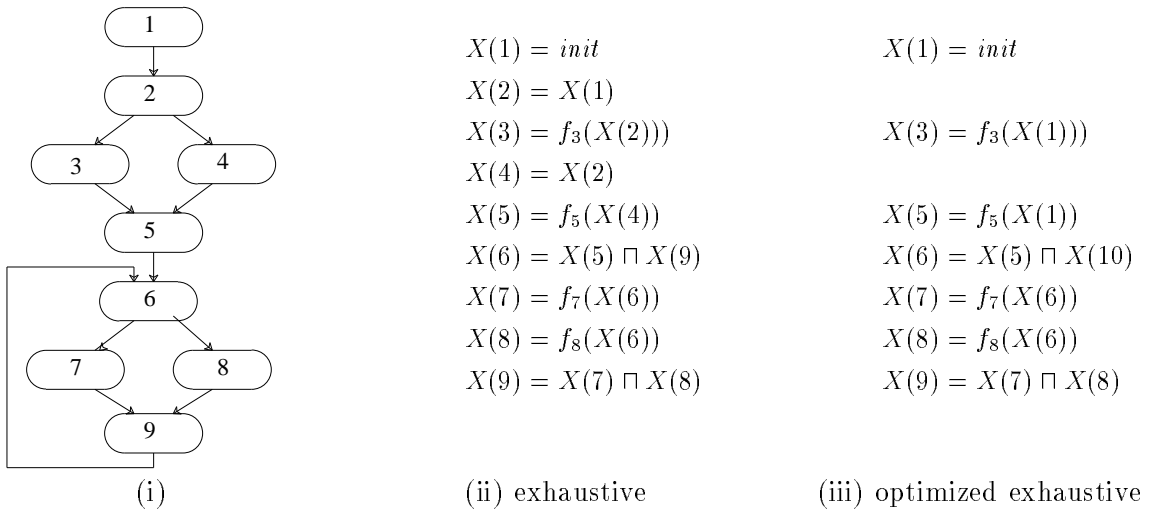 1
2
3
4
5
6
7
8
9
(i)
X(1) = init
X(2) = X(1)
X(3) = f₃(X(2)))
X(4) = X(2)
X(5) = f₅(X(4))
X(6) = X(5) ⊓ X(9)
X(7) = f₇(X(6))
X(8) = f₈(X(6))
X(9) = X(7) ⊓ X(8)
(ii) exhaustive
X(1) = init
X(3) = f₃(X(1)))
X(5) = f₅(X(1))
X(6) = X(5) ⊓ X(10)
X(7) = f₇(X(6))
X(8) = f₈(X(6))
X(9) = X(7) ⊓ X(8)
(iii) optimized exhaustive